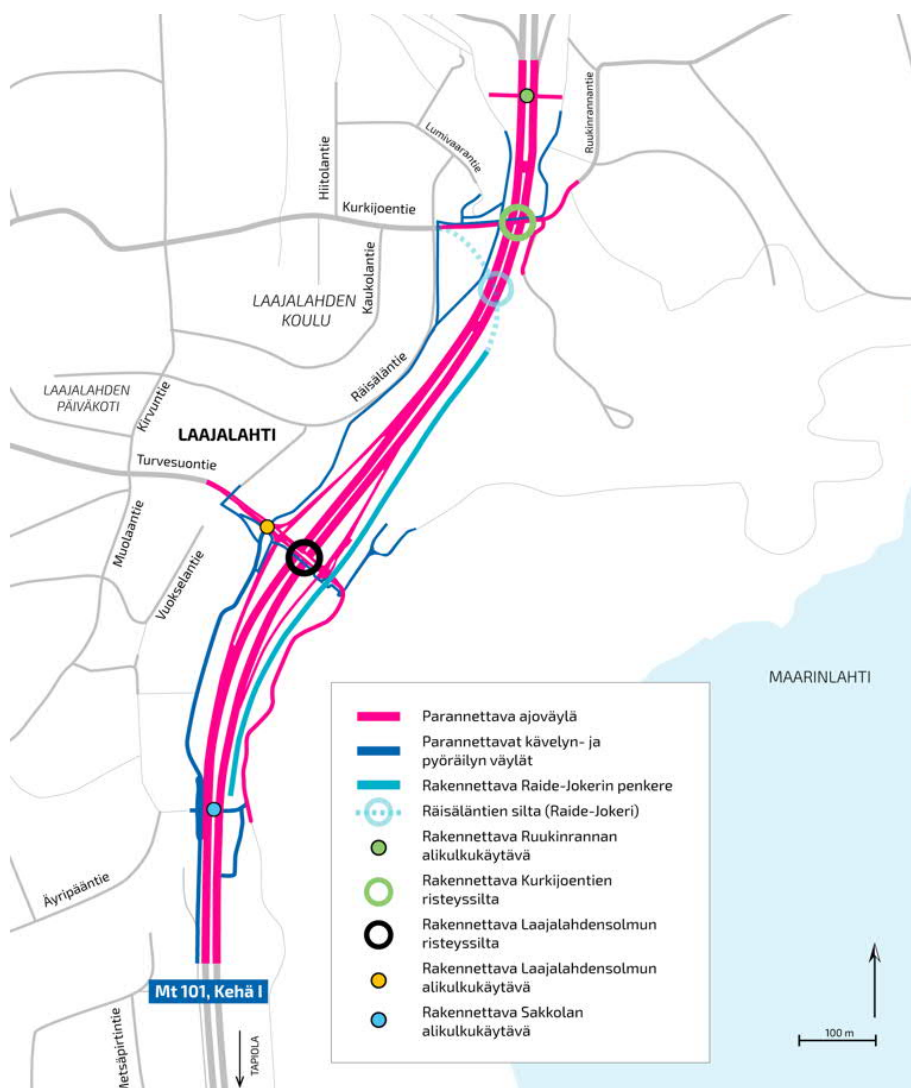 Ruukinrannantie
Lumivaarantie
Hiitolantie
Kurkijoentie
Kaukolantie
LAAJALAHDEN
KOULU
Räisäläntie
LAAJALAHDEN
PÄIVÄKOTI
Kirvuntie
LAAJALAHTI
Turvesuontie
Muolaantie
Vuokselantie
MAARINLAHTI
Parannettava ajoväylä
Parannettavat kävelyn- ja
pyöräilyn väylät
Rakennettava Raide-Jokerin penkere
Räisäläntien silta (Raide-Jokeri)
Rakennettava Ruukinrannan
alikulkukäytävä
Rakennettava Kurkijoentien
risteyssilta
Rakennettava Laajalahdensolmun
risteyssilta
Rakennettava Laajalahdensolmun
alikulkukäytävä
Rakennettava Sakkolan
alikulkukäytävä
Äyripääntie
Mt 101, Kehä I
Metsäpirtintie
TAPIOLA
100 m